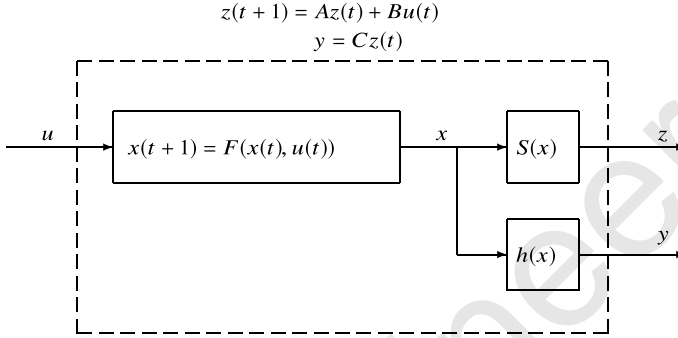 z(t + 1) = Az(t) + Bu(t)
y = Cz(t)
u
x(t + 1) = F(x(t), u(t))
x
S(x)
z
h(x)
y